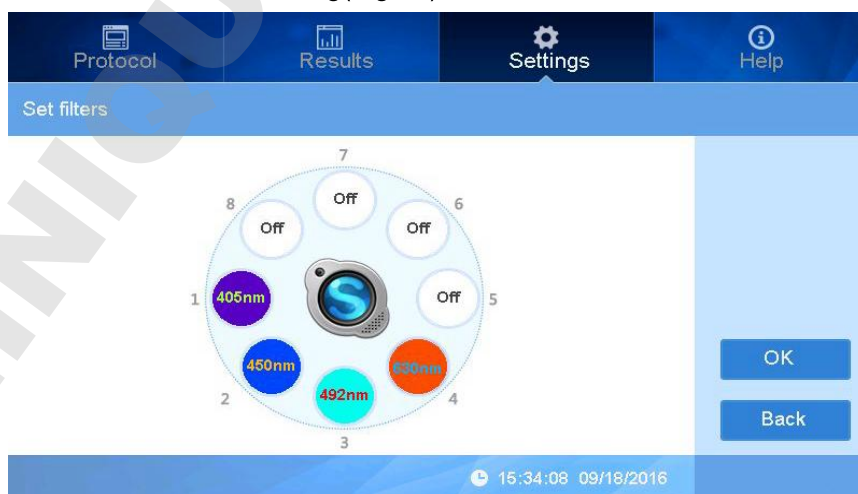 Protocol
Results
Settings
Help
Set filters
7
8
Off
6
Off
Off
1
405nm
Off
5
450nm
630nm
2
492nm
4
3
OK
Back
15:34:08 09/18/2016